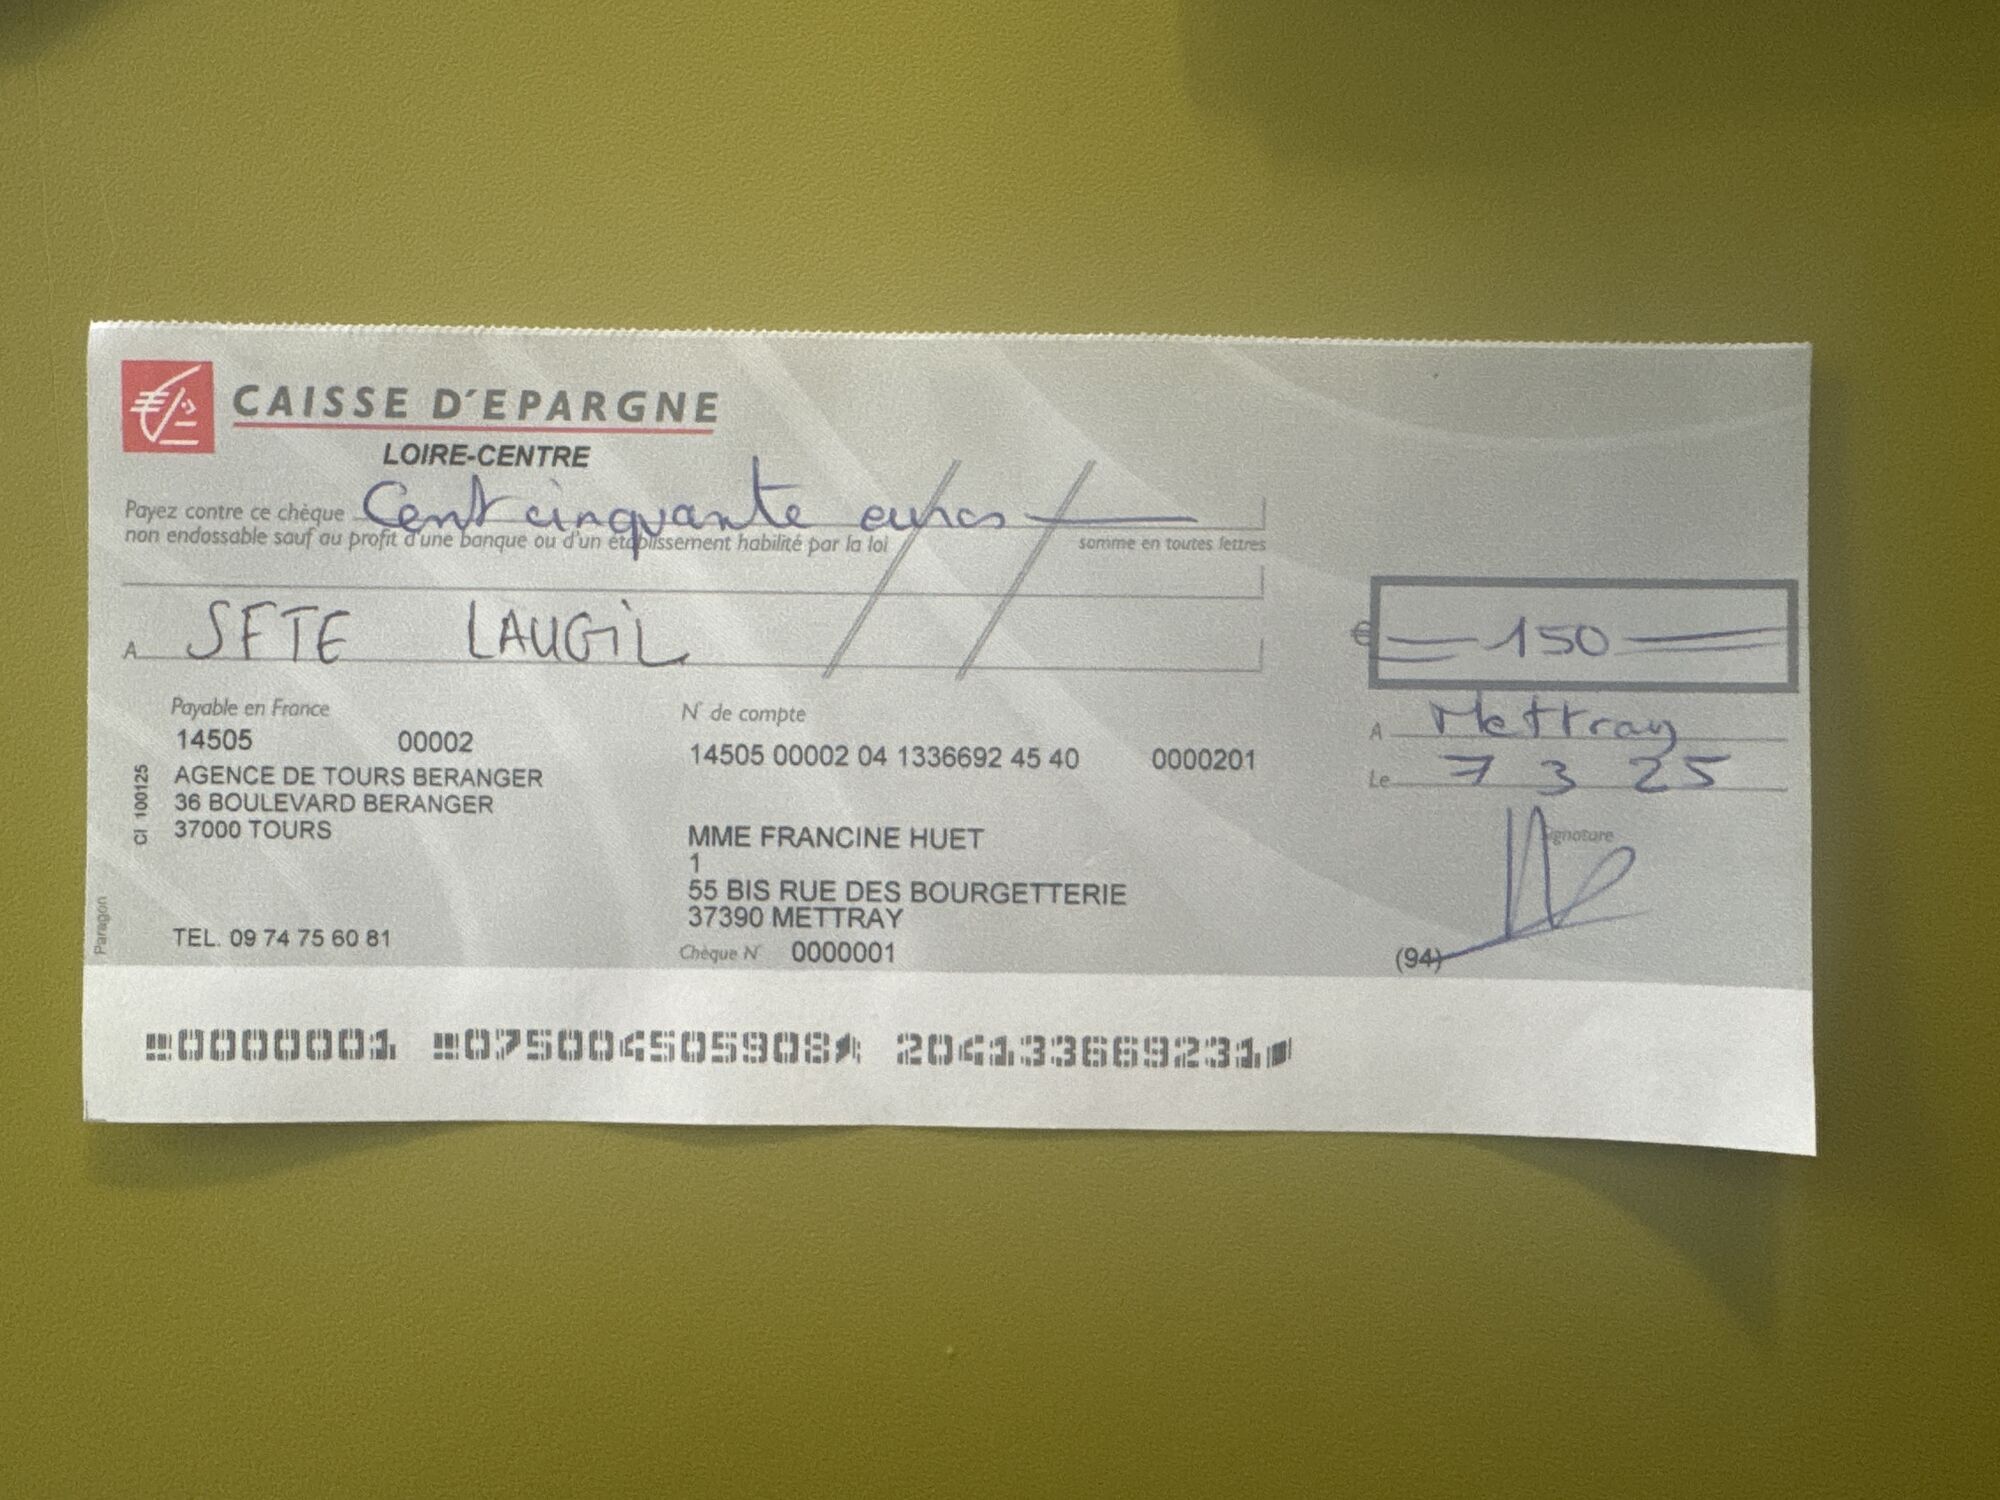 CAISSE D'EPARGNE
LOIRE-CENTRE
Payez contre ce chèque Cent cinquante euros
non endossable sauf au profit d'une banque ou d'un établissement habilité par la loi somme en toutes lettres
A SFTE LAUGIL
€ 150
A Mettray
Le 7 3 25
Signature
Payable en France
14505 00002
AGENCE DE TOURS BERANGER
36 BOULEVARD BERANGER
37000 TOURS
TEL. 09 74 75 60 81
CI 100125
Paragon
N° de compte
14505 00002 04 1336692 45 40 0000201
MME FRANCINE HUET
1
55 BIS RUE DES BOURGETTERIE
37390 METTRAY
Chèque N° 0000001
(94)
0000001 075004505908 204133669231